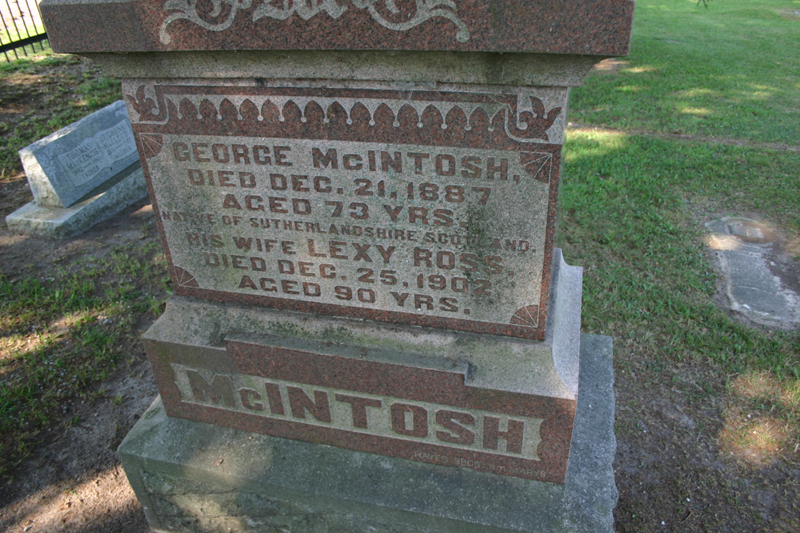 GEORGE McINTOSH,
DIED DEC. 21, 1887
AGED 73 YRS.
NATIVE OF SUTHERLANDSHIRE SCOTLAND.
HIS WIFE LEXY ROSS,
DIED DEC. 25, 1902
AGED 90 YRS.
McINTOSH